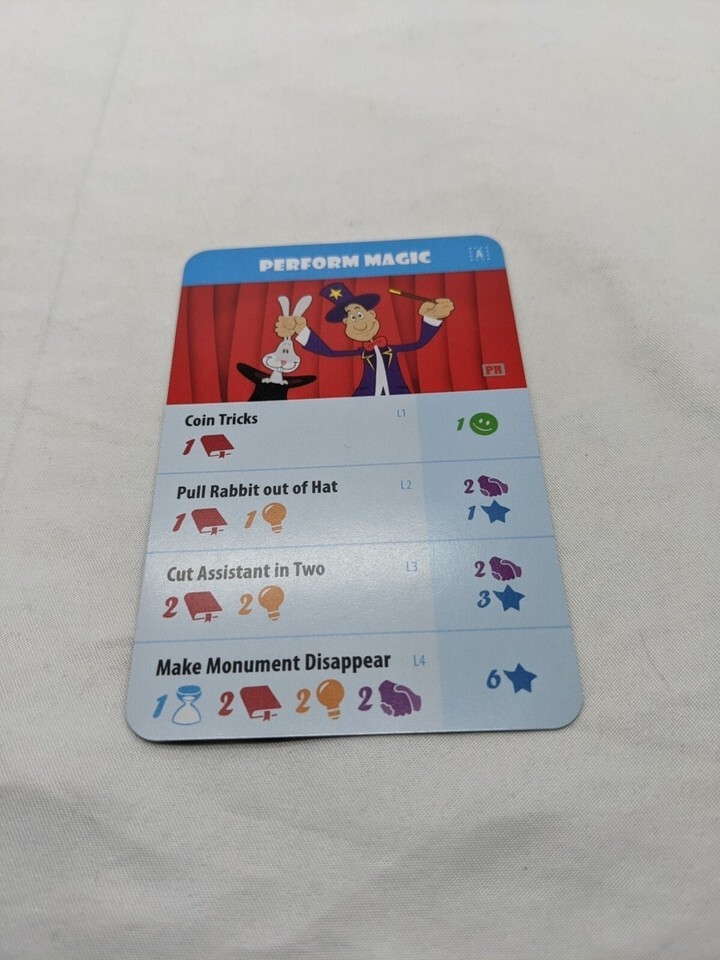 PERFORM MAGIC A
PR
Coin Tricks L1
1 1
Pull Rabbit out of Hat L2
1 1 2
1
Cut Assistant in Two L3
2 2 2
3
Make Monument Disappear L4
1 2 2 2 6